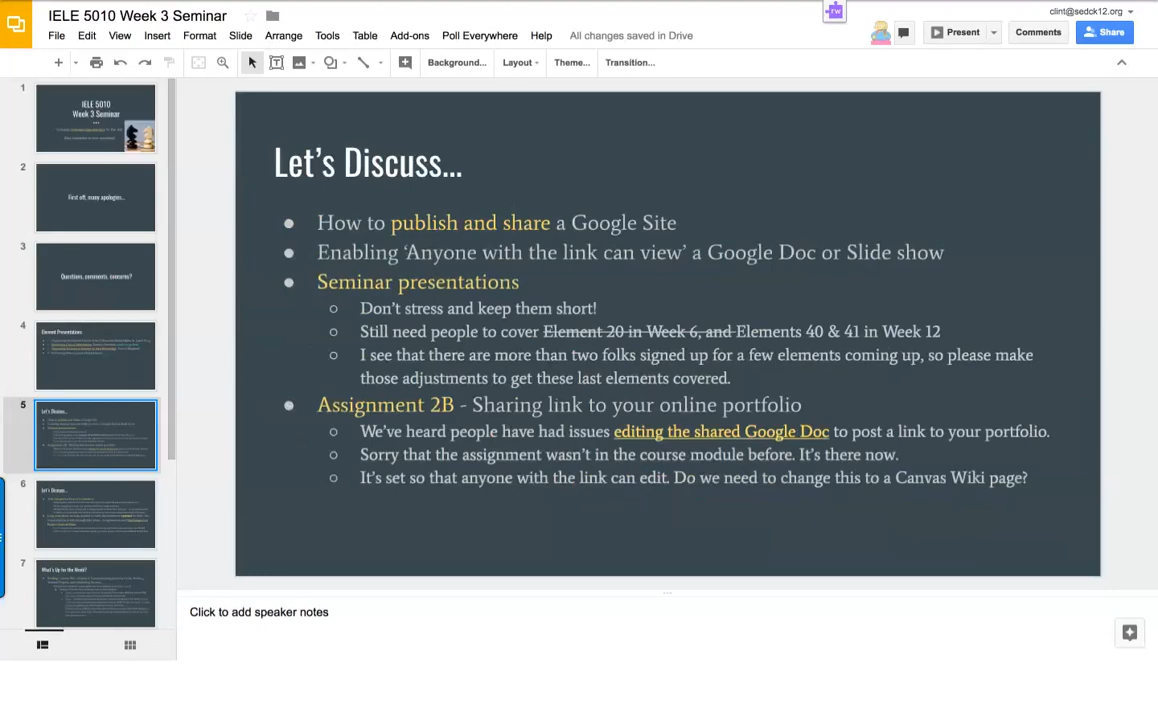 IELE 5010 Week 3 Seminar
clint@sedck12.org
File Edit View Insert Format Slide Arrange Tools Table Add-ons Poll Everywhere Help All changes saved in Drive
rw
Present
Comments
Share
Background...
Layout
Theme...
Transition...
1
IELE 5010
Week 3 Seminar
2
First off, many apologies...
3
Questions, comments, concerns?
4
Element Presentations
5
Let's Discuss...
6
Let's Discuss...
7
What's Up for the Week?
Let's Discuss...
● How to publish and share a Google Site
● Enabling 'Anyone with the link can view' a Google Doc or Slide show
● Seminar presentations
○ Don't stress and keep them short!
○ Still need people to cover Element 20 in Week 6, and Elements 40 & 41 in Week 12
○ I see that there are more than two folks signed up for a few elements coming up, so please make
those adjustments to get these last elements covered.
● Assignment 2B - Sharing link to your online portfolio
○ We've heard people have had issues editing the shared Google Doc to post a link to your portfolio.
○ Sorry that the assignment wasn't in the course module before. It's there now.
○ It's set so that anyone with the link can edit. Do we need to change this to a Canvas Wiki page?
Click to add speaker notes